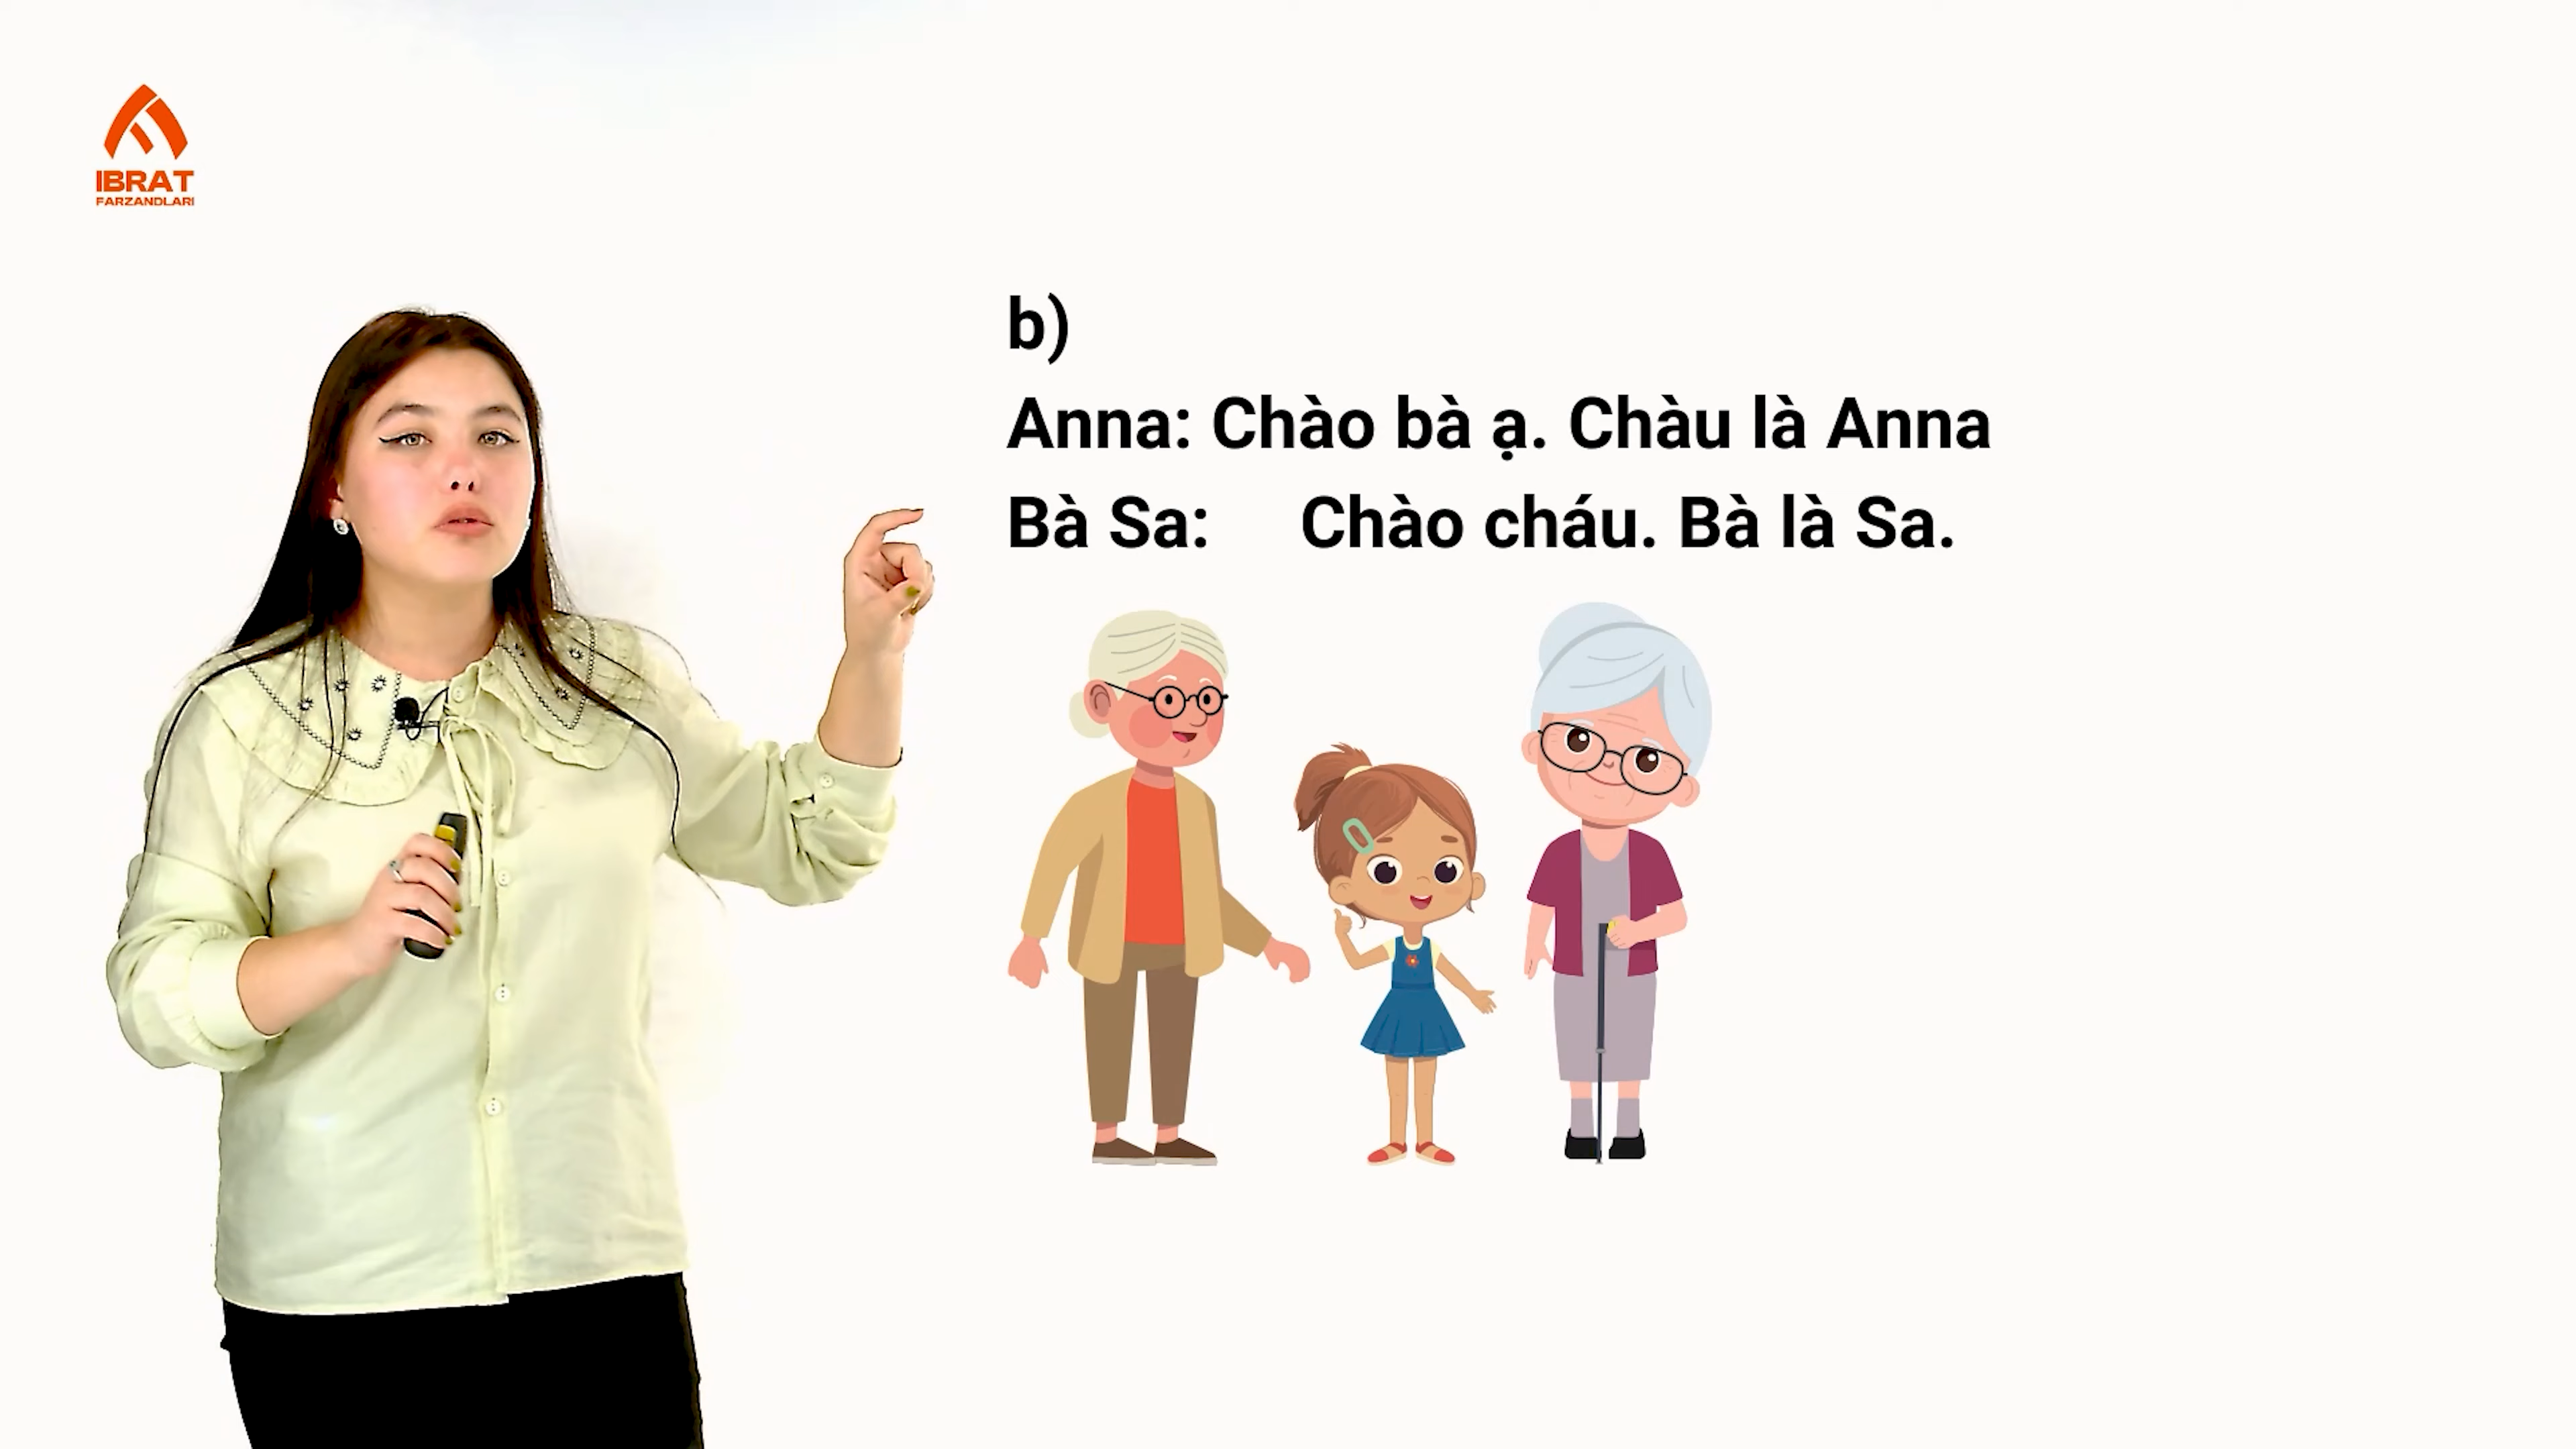 IBRAT
FARZANDLARI
b)
Anna: Chào bà ạ. Chàu là Anna
Bà Sa: Chào cháu. Bà là Sa.